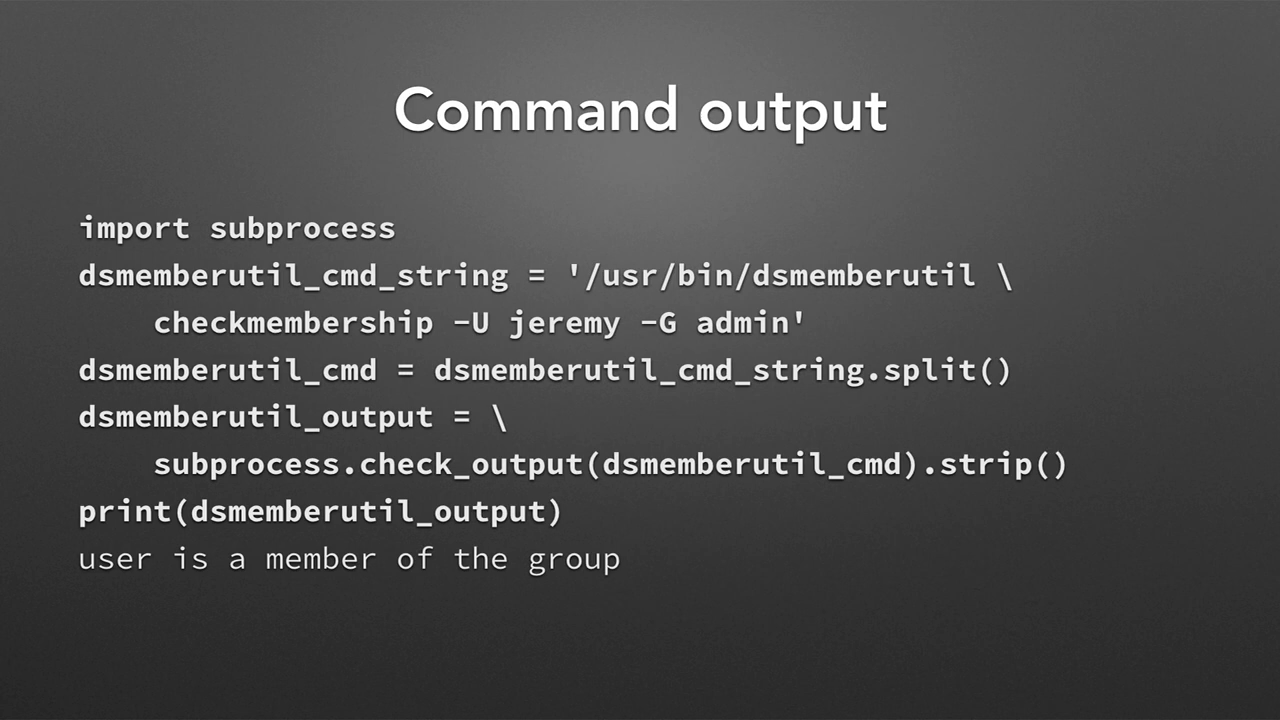 Command output
import subprocess
dsmemberutil_cmd_string = '/usr/bin/dsmemberutil \
    checkmembership -U jeremy -G admin'
dsmemberutil_cmd = dsmemberutil_cmd_string.split()
dsmemberutil_output = \
    subprocess.check_output(dsmemberutil_cmd).strip()
print(dsmemberutil_output)
user is a member of the group